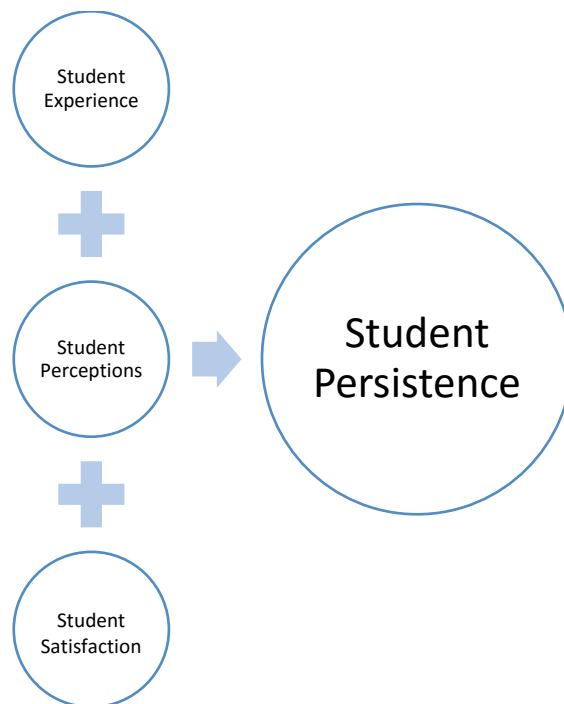 Student
Experience
Student
Perceptions
Student
Satisfaction
Student
Persistence